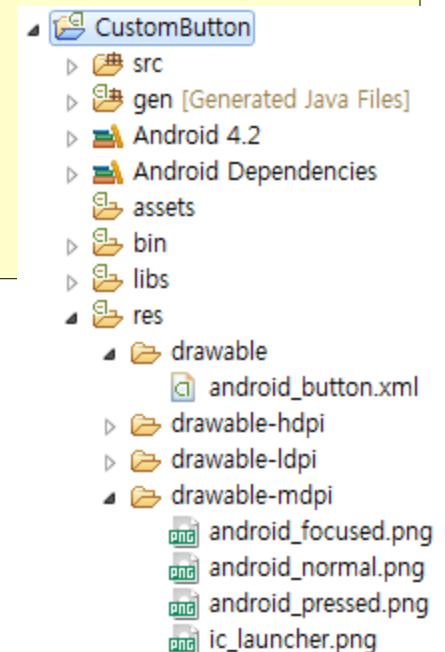 CustomButton
src
gen [Generated Java Files]
Android 4.2
Android Dependencies
assets
bin
libs
res
drawable
android_button.xml
drawable-hdpi
drawable-ldpi
drawable-mdpi
android_focused.png
android_normal.png
android_pressed.png
ic_launcher.png